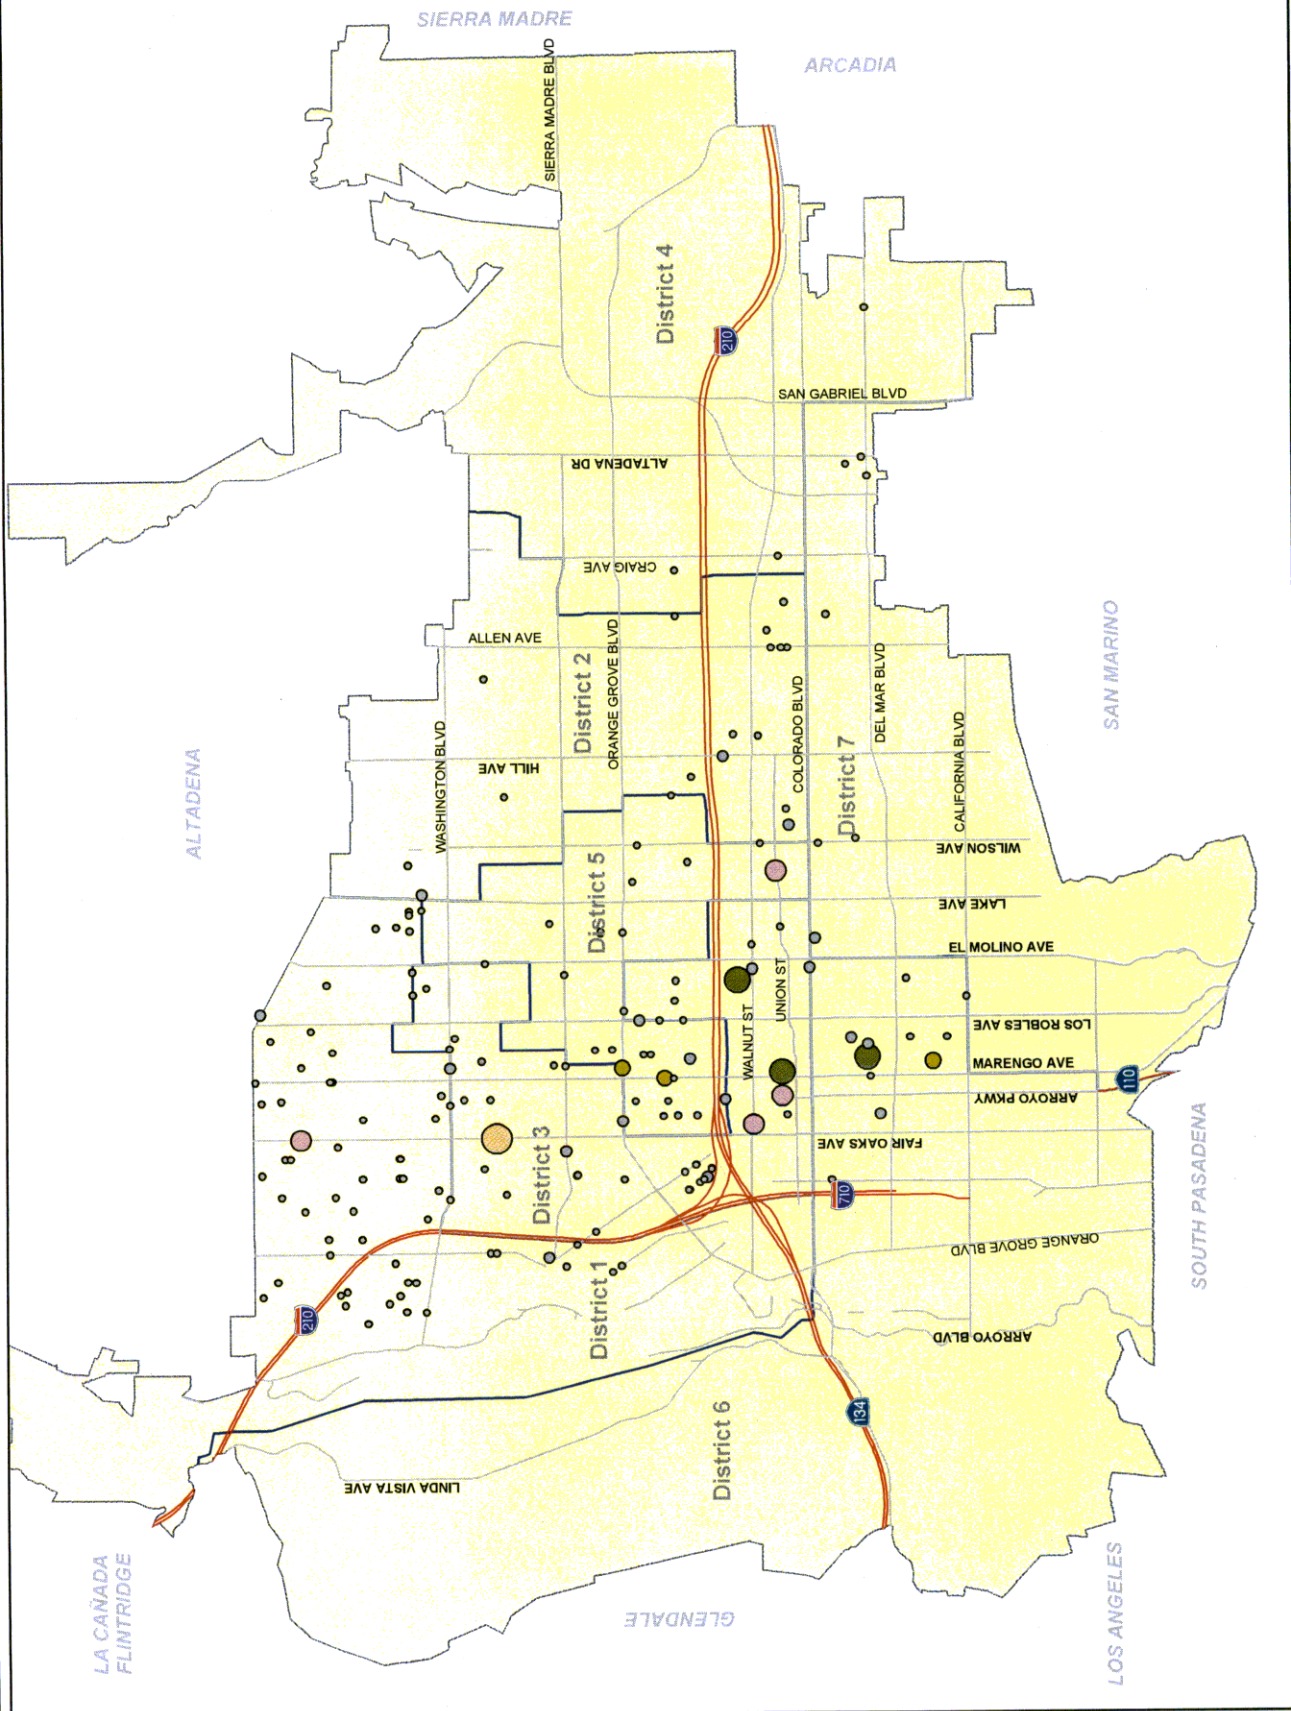 SIERRA MADRE
ARCADIA
SIERRA MADRE BLVD
District 4
210
SAN GABRIEL BLVD
ALTADENA DR
CRAIG AVE
ALLEN AVE
ORANGE GROVE BLVD
District 2
SAN MARINO
DEL MAR BLVD
COLORADO BLVD
CALIFORNIA BLVD
WASHINGTON BLVD
HILL AVE
District 7
ALTADENA
WILSON AVE
District 5
LAKE AVE
EL MOLINO AVE
UNION ST
WALNUT ST
LOS ROBLES AVE
MARENGO AVE
110
ARROYO PKWY
FAIR OAKS AVE
District 3
710
SOUTH PASADENA
ORANGE GROVE BLVD
District 1
210
ARROYO BLVD
134
District 6
LINDA VISTA AVE
LA CAÑADA
FLINTRIDGE
GLENDALE
LOS ANGELES